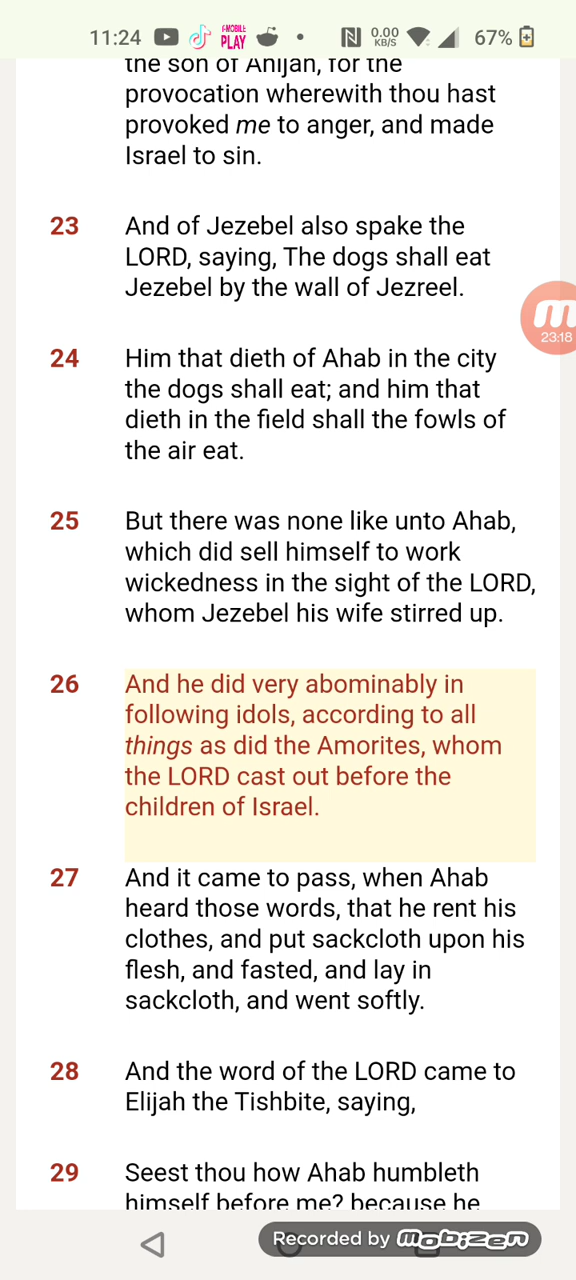 11:24 T-MOBILE PLAY 0.00 KB/S 67%
the son of Ahijah, for the
provocation wherewith thou hast
provoked me to anger, and made
Israel to sin.
23 And of Jezebel also spake the
LORD, saying, The dogs shall eat
Jezebel by the wall of Jezreel.
23:18
24 Him that dieth of Ahab in the city
the dogs shall eat; and him that
dieth in the field shall the fowls of
the air eat.
25 But there was none like unto Ahab,
which did sell himself to work
wickedness in the sight of the LORD,
whom Jezebel his wife stirred up.
26 And he did very abominably in
following idols, according to all
things as did the Amorites, whom
the LORD cast out before the
children of Israel.
27 And it came to pass, when Ahab
heard those words, that he rent his
clothes, and put sackcloth upon his
flesh, and fasted, and lay in
sackcloth, and went softly.
28 And the word of the LORD came to
Elijah the Tishbite, saying,
29 Seest thou how Ahab humbleth
himself before me? because he
Recorded by mobizen